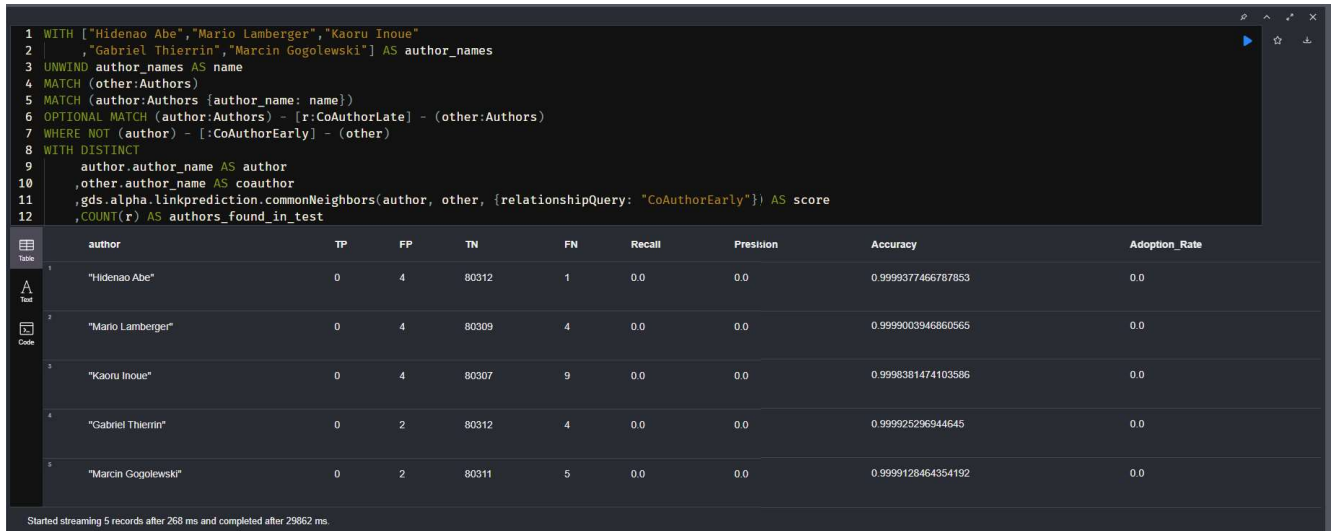 1 WITH ["Hidenao Abe","Mario Lamberger","Kaoru Inoue"
2 ,"Gabriel Thierrin","Marcin Gogolewski"] AS author_names
3 UNWIND author_names AS name
4 MATCH (other:Authors)
5 MATCH (author:Authors {author_name: name})
6 OPTIONAL MATCH (author:Authors) - [r:CoAuthorLate] - (other:Authors)
7 WHERE NOT (author) - [:CoAuthorEarly] - (other)
8 WITH DISTINCT
9 author.author_name AS author
10 ,other.author_name AS coauthor
11 ,gds.alpha.linkprediction.commonNeighbors(author, other, {relationshipQuery: "CoAuthorEarly"}) AS score
12 ,COUNT(r) AS authors_found_in_test
Table
A
Text
Code
author TP FP TN FN Recall Presision Accuracy Adoption_Rate
1 "Hidenao Abe" 0 4 80312 1 0.0 0.0 0.9999377466787853 0.0
2 "Mario Lamberger" 0 4 80309 4 0.0 0.0 0.9999003946860565 0.0
3 "Kaoru Inoue" 0 4 80307 9 0.0 0.0 0.9998381474103586 0.0
4 "Gabriel Thierrin" 0 2 80312 4 0.0 0.0 0.999925296944645 0.0
5 "Marcin Gogolewski" 0 2 80311 5 0.0 0.0 0.9999128464354192 0.0
Started streaming 5 records after 268 ms and completed after 29862 ms.